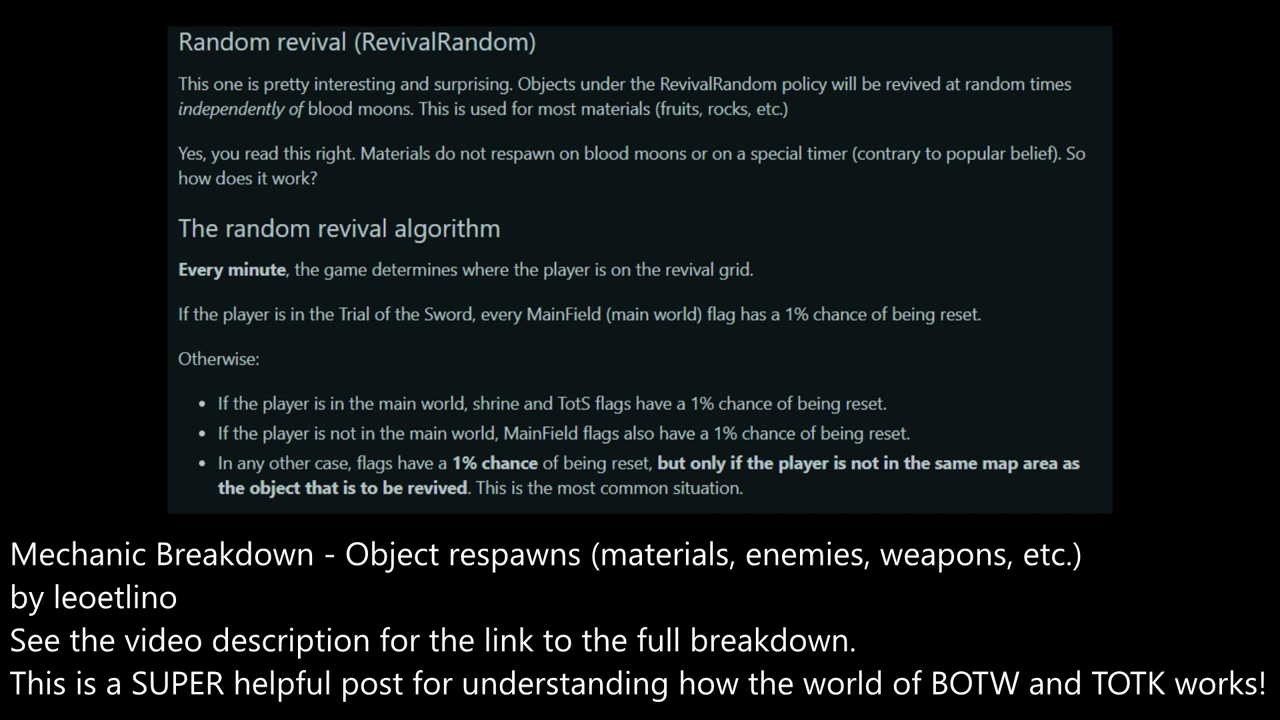 Random revival (RevivalRandom)
This one is pretty interesting and surprising. Objects under the RevivalRandom policy will be revived at random times
independently of blood moons. This is used for most materials (fruits, rocks, etc.)
Yes, you read this right. Materials do not respawn on blood moons or on a special timer (contrary to popular belief). So
how does it work?
The random revival algorithm
Every minute, the game determines where the player is on the revival grid.
If the player is in the Trial of the Sword, every MainField (main world) flag has a 1% chance of being reset.
Otherwise:
• If the player is in the main world, shrine and TotS flags have a 1% chance of being reset.
• If the player is not in the main world, MainField flags also have a 1% chance of being reset.
• In any other case, flags have a 1% chance of being reset, but only if the player is not in the same map area as
the object that is to be revived. This is the most common situation.
Mechanic Breakdown - Object respawns (materials, enemies, weapons, etc.)
by leoetlino
See the video description for the link to the full breakdown.
This is a SUPER helpful post for understanding how the world of BOTW and TOTK works!